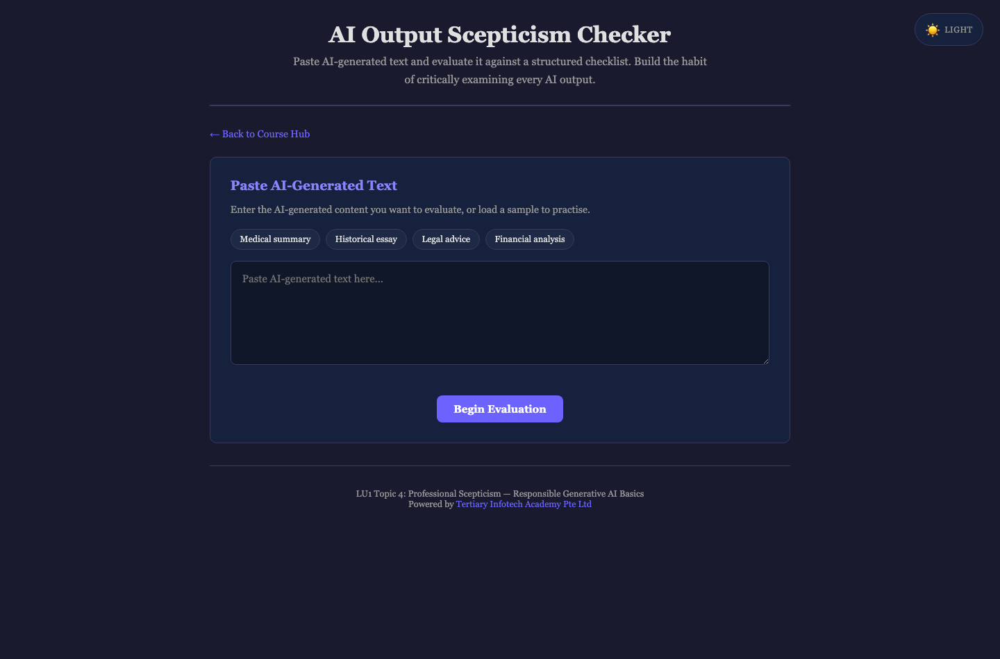 AI Output Scepticism Checker
☀️ LIGHT
Paste AI-generated text and evaluate it against a structured checklist. Build the habit
of critically examining every AI output.
← Back to Course Hub
Paste AI-Generated Text
Enter the AI-generated content you want to evaluate, or load a sample to practise.
Medical summary Historical essay Legal advice Financial analysis
Paste AI-generated text here...
Begin Evaluation
LU1 Topic 4: Professional Scepticism — Responsible Generative AI Basics
Powered by Tertiary Infotech Academy Pte Ltd